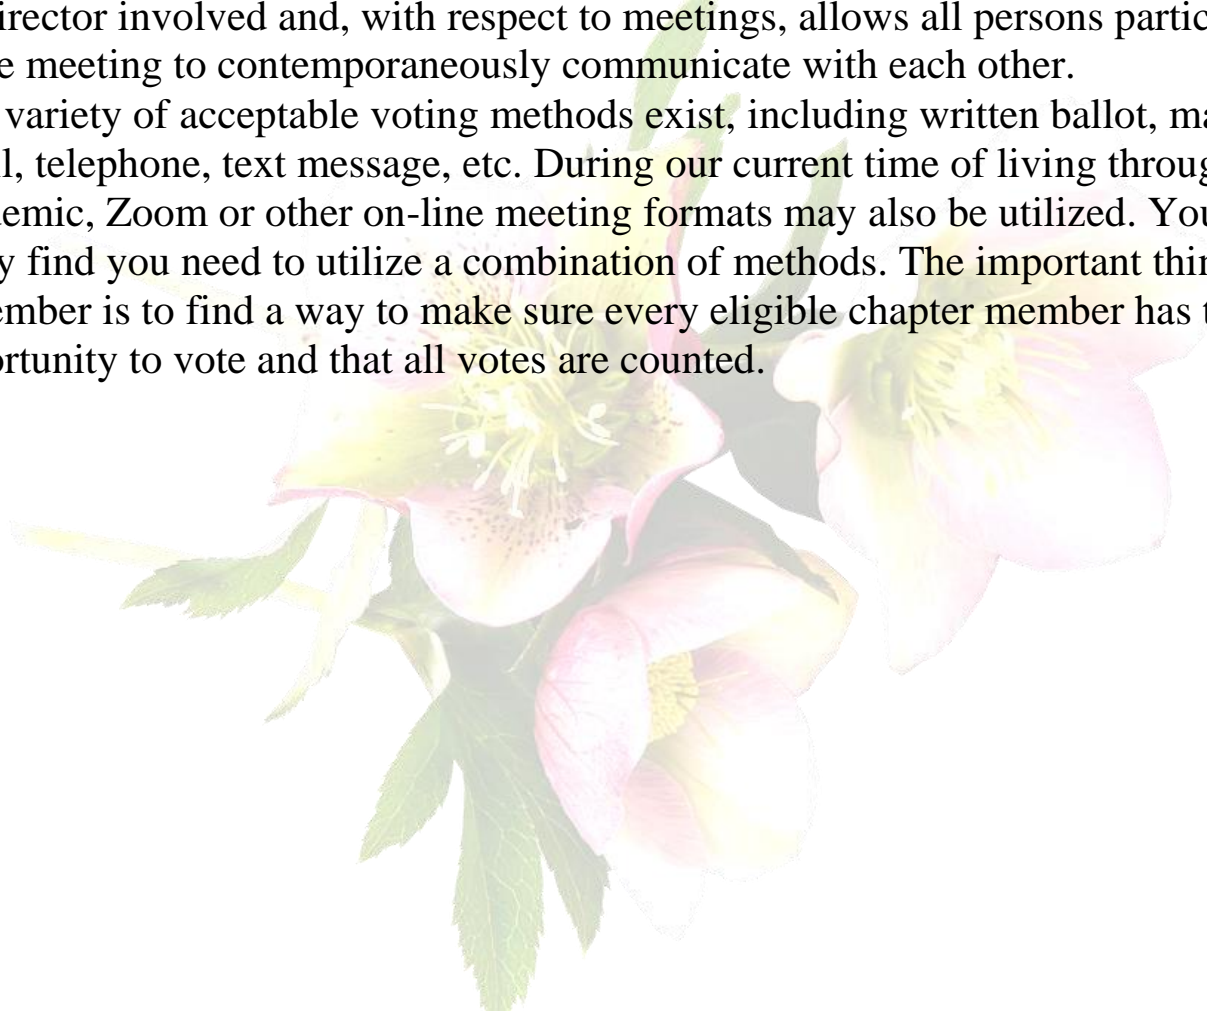 irector involved and, with respect to meetings, allows all persons partic
e meeting to contemporaneously communicate with each other.
variety of acceptable voting methods exist, including written ballot, ma
l, telephone, text message, etc. During our current time of living throug
emic, Zoom or other on-line meeting formats may also be utilized. You
y find you need to utilize a combination of methods. The important thin
ember is to find a way to make sure every eligible chapter member has t
ortunity to vote and that all votes are counted.